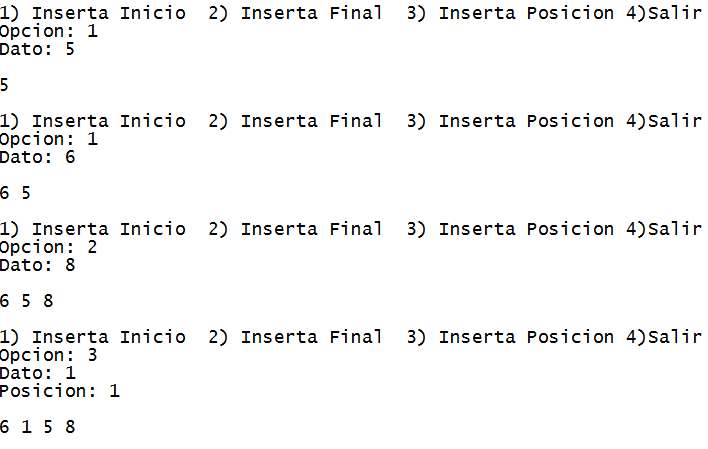 1) Inserta Inicio  2) Inserta Final  3) Inserta Posicion 4)Salir
Opcion: 1
Dato: 5
5
1) Inserta Inicio  2) Inserta Final  3) Inserta Posicion 4)Salir
Opcion: 1
Dato: 6
6 5
1) Inserta Inicio  2) Inserta Final  3) Inserta Posicion 4)Salir
Opcion: 2
Dato: 8
6 5 8
1) Inserta Inicio  2) Inserta Final  3) Inserta Posicion 4)Salir
Opcion: 3
Dato: 1
Posicion: 1
6 1 5 8